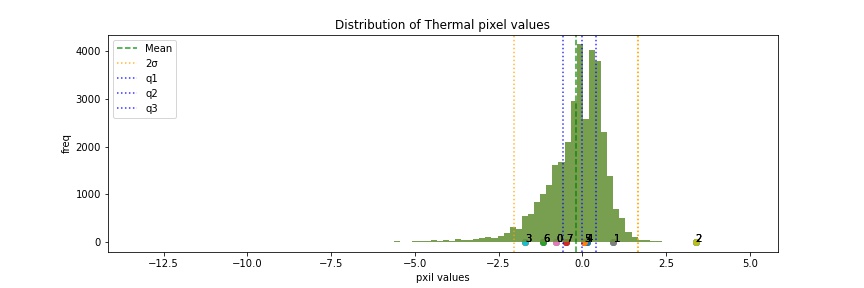 Distribution of Thermal pixel values
Mean
2σ
q1
q2
q3
freq
4000
3000
2000
1000
0
3 6 0 7 1 2
−12.5 −10.0 −7.5 −5.0 −2.5 0.0 2.5 5.0
pxil values